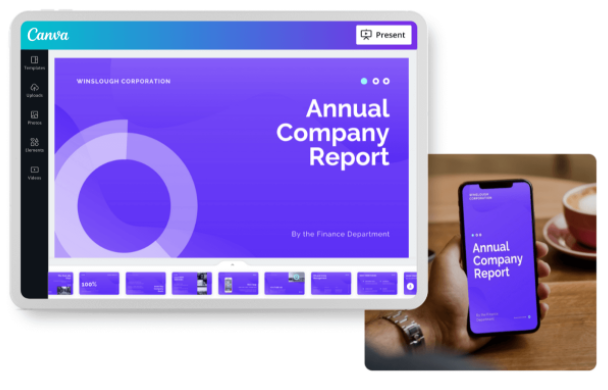 Canva
Present
Templates
Uploads
Photos
Elements
Videos
WINSLOUGH CORPORATION
Annual
Company
Report
By the Finance Department
100%
WINSLOUGH
CORPORATION
Annual
Company
Report
By the Finance
Department